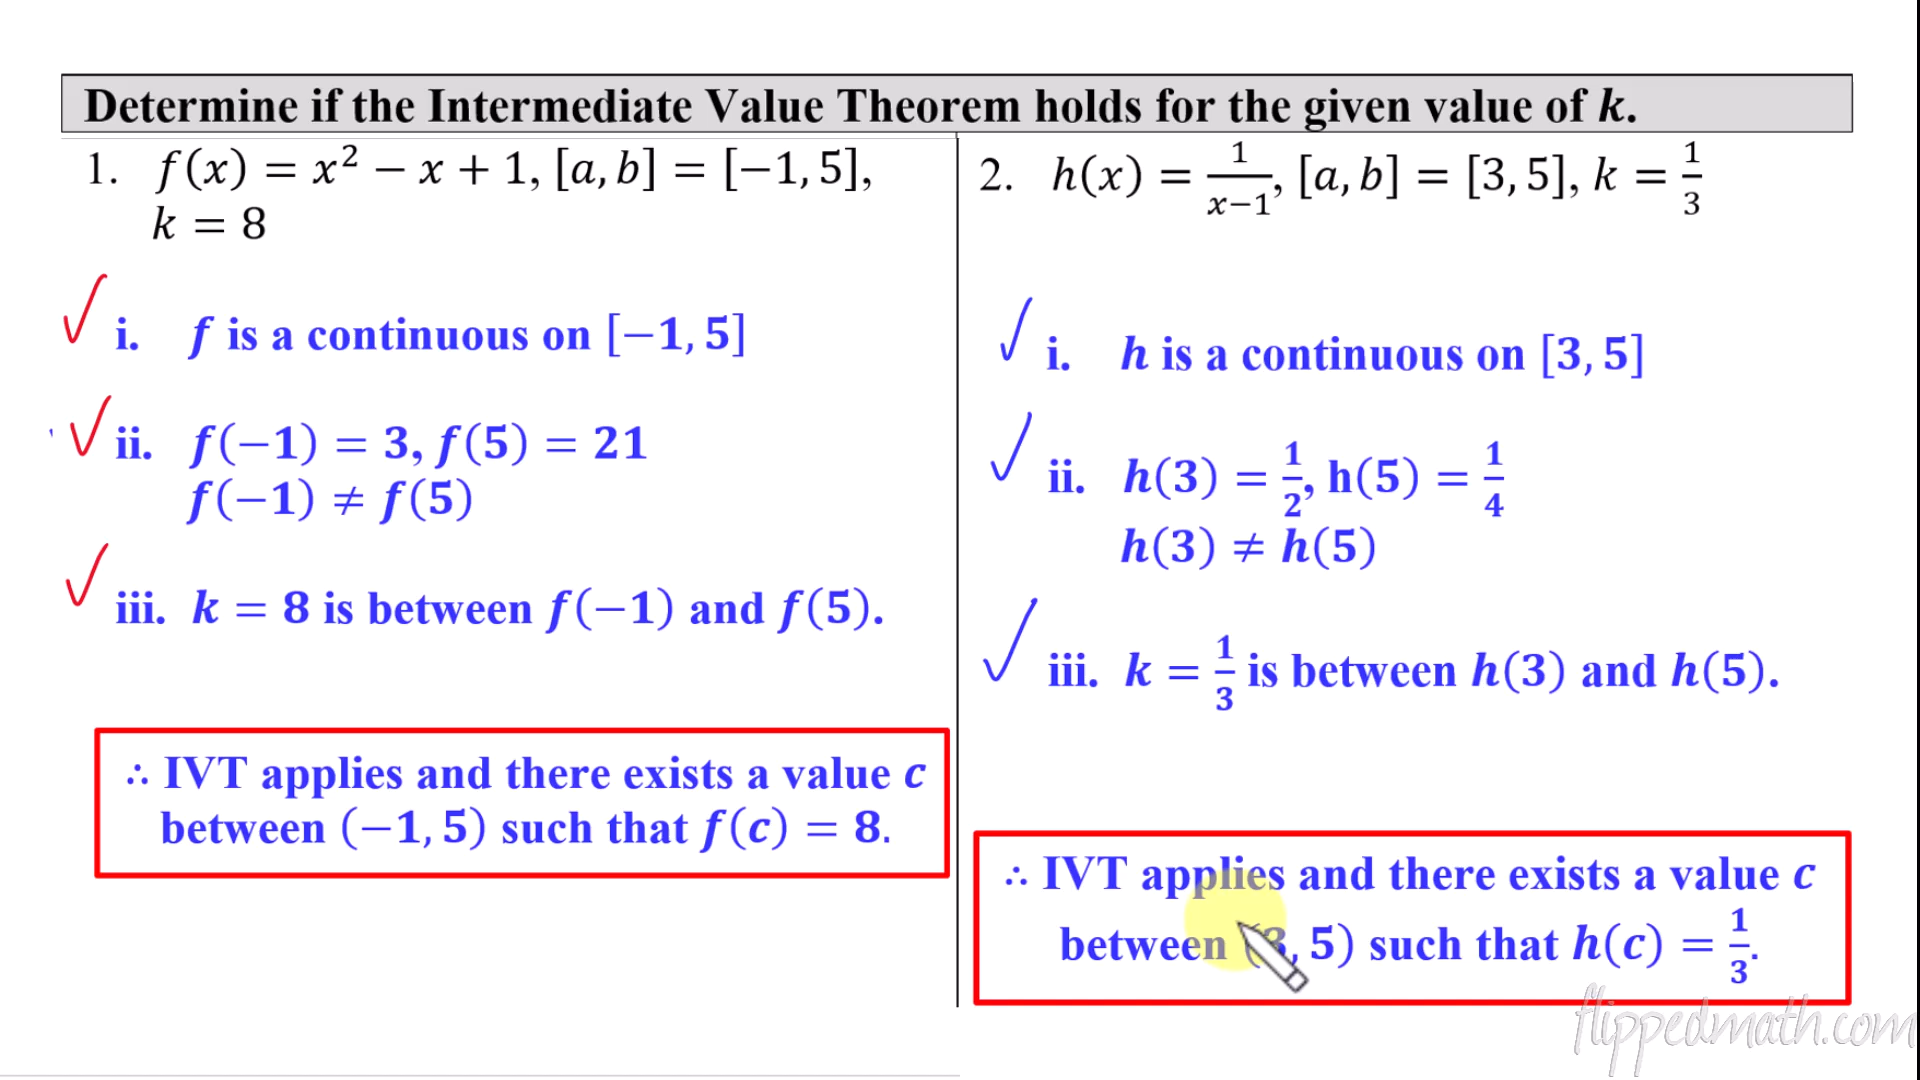 Determine if the Intermediate Value Theorem holds for the given value of k.
1. f(x) = x² − x + 1, [a, b] = [−1, 5],
k = 8
i. f is a continuous on [−1, 5]
ii. f(−1) = 3, f(5) = 21
f(−1) ≠ f(5)
iii. k = 8 is between f(−1) and f(5).
∴ IVT applies and there exists a value c
between (−1, 5) such that f(c) = 8.
2. h(x) = 1/(x−1), [a, b] = [3, 5], k = 1/3
i. h is a continuous on [3, 5]
ii. h(3) = 1/2, h(5) = 1/4
h(3) ≠ h(5)
iii. k = 1/3 is between h(3) and h(5).
∴ IVT applies and there exists a value c
between (3, 5) such that h(c) = 1/3.
flippedmath.com